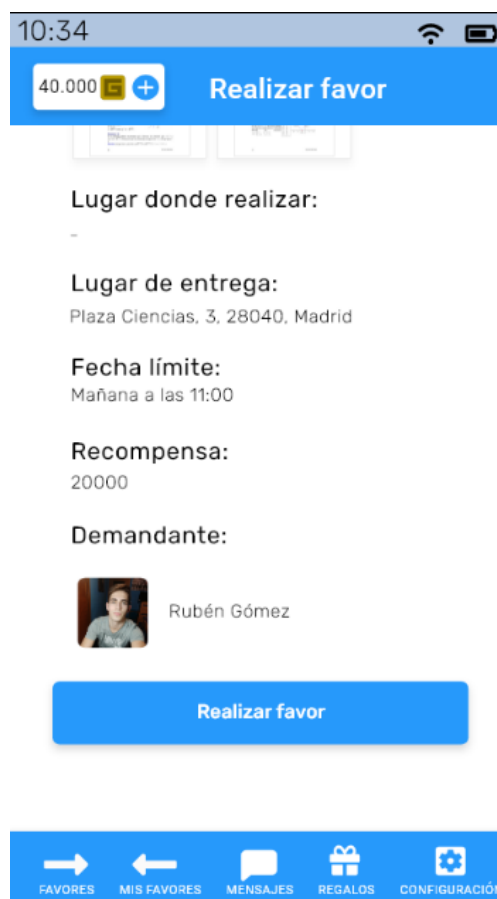 10:34
40.000 G
Realizar favor
Lugar donde realizar:
-
Lugar de entrega:
Plaza Ciencias, 3, 28040, Madrid
Fecha límite:
Mañana a las 11:00
Recompensa:
20000
Demandante:
Rubén Gómez
Realizar favor
FAVORES MIS FAVORES MENSAJES REGALOS CONFIGURACIÓN